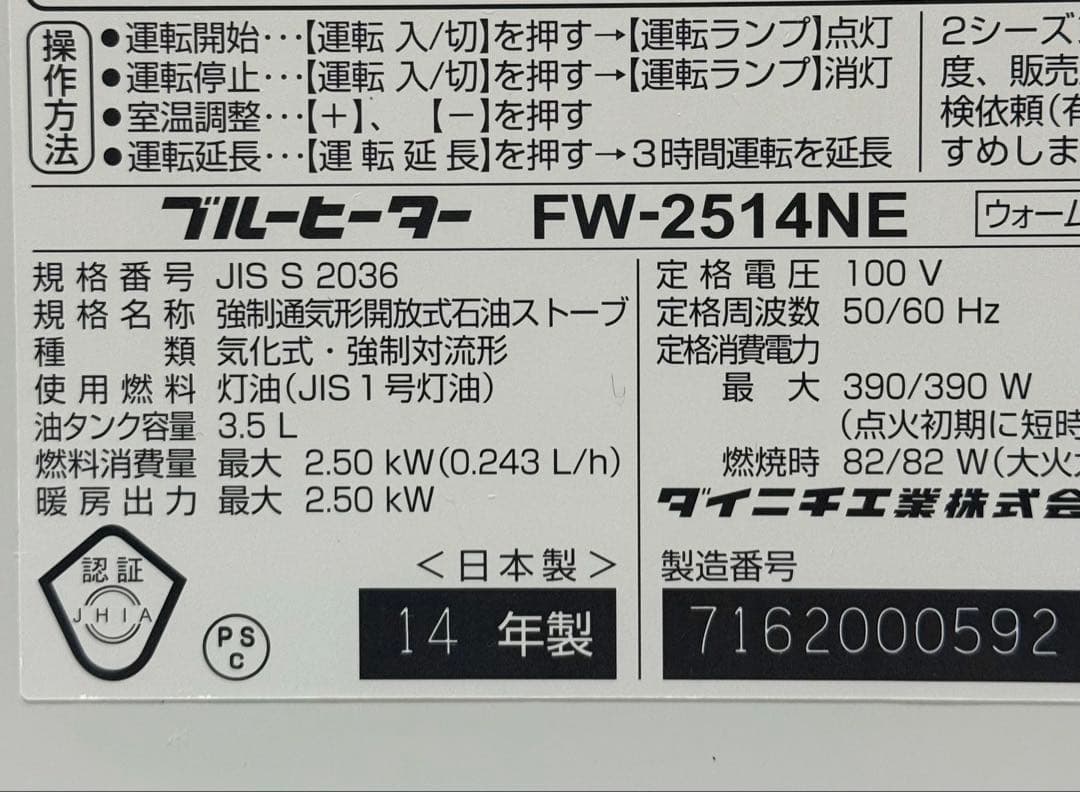 操作方法
●運転開始･･･【運転 入/切】を押す→【運転ランプ】点灯
●運転停止･･･【運転 入/切】を押す→【運転ランプ】消灯
●室温調整･･･【＋】、【－】を押す
●運転延長･･･【運転延長】を押す→3時間運転を延長
2シーズ
度、販売
検依頼(有
すめしま
ブルーヒーター FW-2514NE
ウォーム
規格番号 JIS S 2036
規格名称 強制通気形開放式石油ストーブ
種類 気化式・強制対流形
使用燃料 灯油(JIS1号灯油)
油タンク容量 3.5 L
燃料消費量 最大 2.50 kW(0.243 L/h)
暖房出力 最大 2.50 kW
定格電圧 100 V
定格周波数 50/60 Hz
定格消費電力
最大 390/390 W
(点火初期に短時
燃焼時 82/82 W(大火
ダイニチ工業株式会
認証
JHIA
PS
C
＜日本製＞
14 年製
製造番号
7162000592